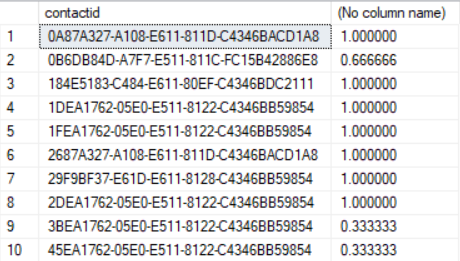 contactid (No column name)
1 0A87A327-A108-E611-811D-C4346BACD1A8 1.000000
2 0B6DB84D-A7F7-E511-811C-FC15B42886E8 0.666666
3 184E5183-C484-E611-80EF-C4346BDC2111 1.000000
4 1DEA1762-05E0-E511-8122-C4346BB59854 1.000000
5 1FEA1762-05E0-E511-8122-C4346BB59854 1.000000
6 2687A327-A108-E611-811D-C4346BACD1A8 1.000000
7 29F9BF37-E61D-E611-8128-C4346BB59854 1.000000
8 2DEA1762-05E0-E511-8122-C4346BB59854 1.000000
9 3BEA1762-05E0-E511-8122-C4346BB59854 0.333333
10 45EA1762-05E0-E511-8122-C4346BB59854 0.333333